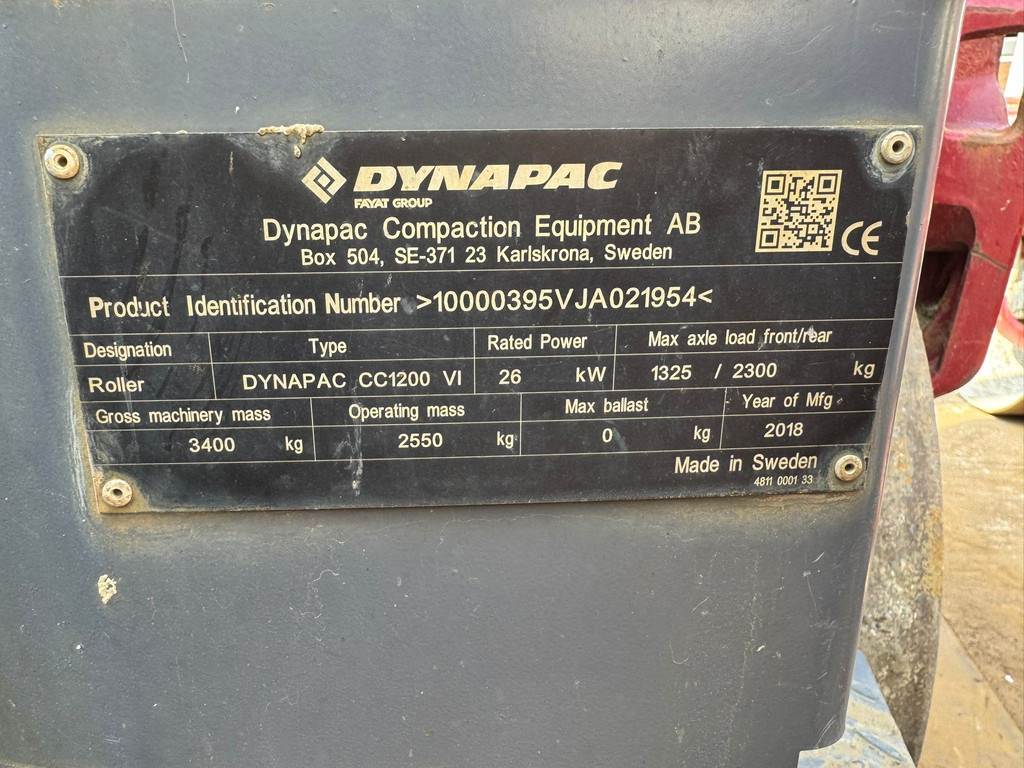 DYNAPAC
FAYAT GROUP
Dynapac Compaction Equipment AB
Box 504, SE-371 23 Karlskrona, Sweden
CE
Product Identification Number >10000395VJA021954<
Designation Type Rated Power Max axle load front/rear
Roller DYNAPAC CC1200 VI 26 kW 1325 / 2300 kg
Gross machinery mass Operating mass Max ballast Year of Mfg
3400 kg 2550 kg 0 kg 2018
Made in Sweden
4811 0001 33